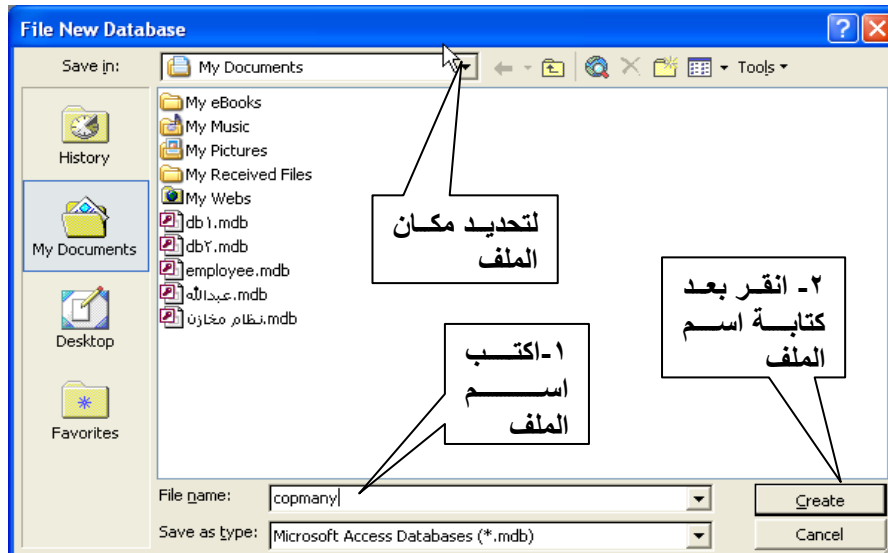 File New Database
Save in:
My Documents
Tools
History
My Documents
Desktop
Favorites
My eBooks
My Music
My Pictures
My Received Files
My Webs
db١.mdb
db٢.mdb
employee.mdb
عبدالله.mdb
نظام مخازن.mdb
لتحديد مكان
الملف
٢- انقر بعد
كتابة اسم
الملف
١-اكتب
اسم
الملف
File name:
copmany
Create
Save as type:
Microsoft Access Databases (*.mdb)
Cancel